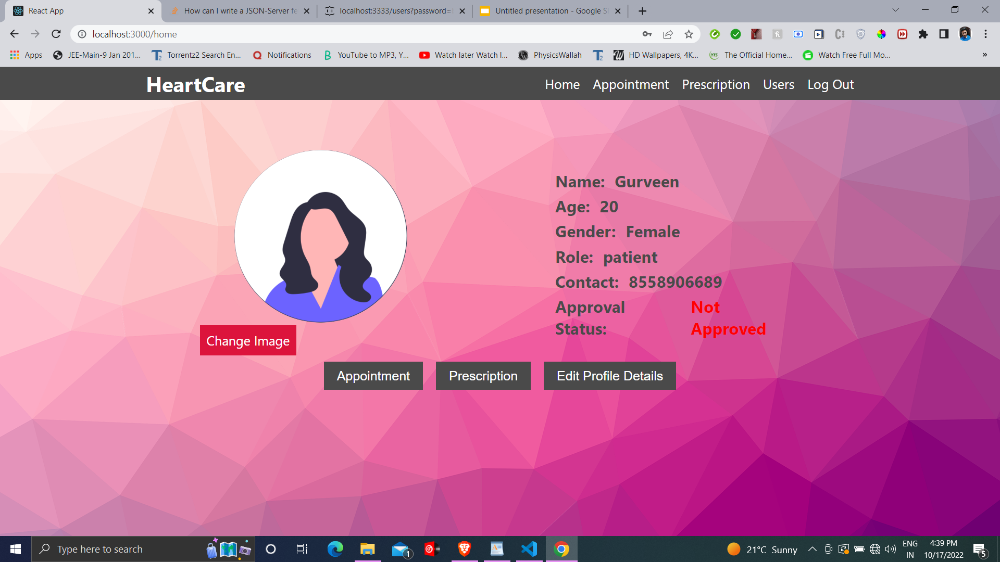 React App
How can I write a JSON-Server fe
localhost:3333/users?password=
Untitled presentation - Google Sl
localhost:3000/home
Apps
JEE-Main-9 Jan 201...
Torrentz2 Search En...
Notifications
YouTube to MP3, Y...
Watch later Watch l...
PhysicsWallah
HD Wallpapers, 4K...
The Official Home...
Watch Free Full Mo...
»
HeartCare
Home Appointment Prescription Users Log Out
Name: Gurveen
Age: 20
Gender: Female
Role: patient
Contact: 8558906689
Approval Status:
Not Approved
Change Image
Appointment Prescription Edit Profile Details
Type here to search
1
21°C Sunny
ENG
IN
4:39 PM
10/17/2022
5